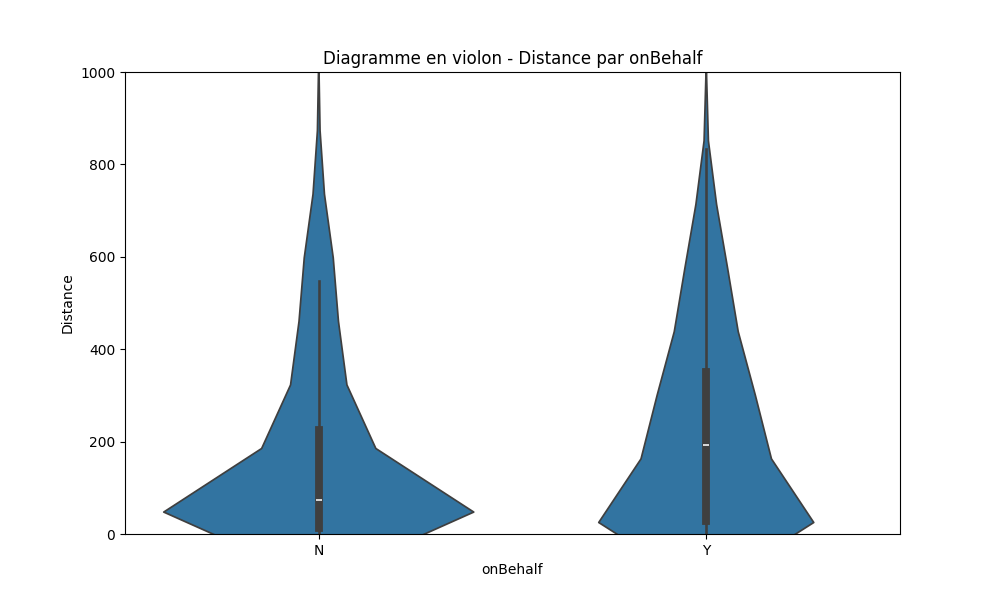 Diagramme en violon - Distance par onBehalf
1000
800
600
400
200
0
Distance
N
Y
onBehalf